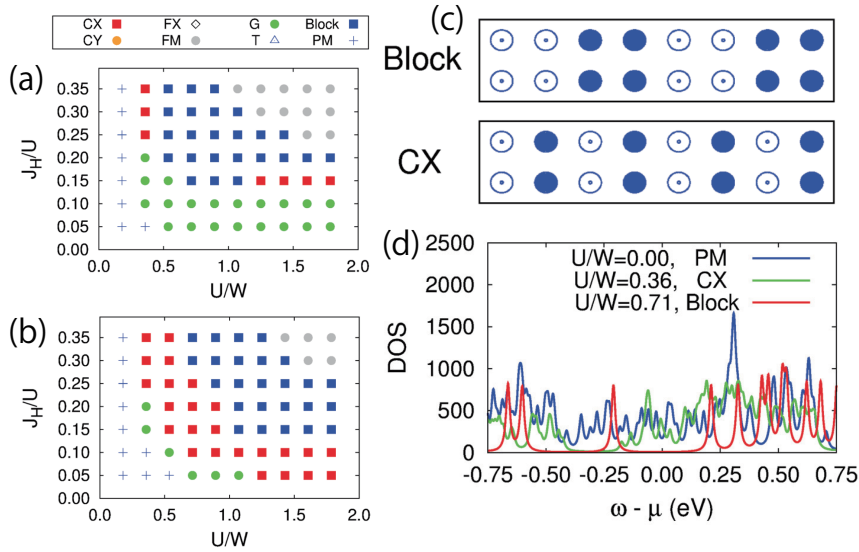 CX FX G Block
CY FM T PM
(a)
0.35
0.30
0.25
0.20
0.15
0.10
0.05
0.00
J_H/U
0.0 0.5 1.0 1.5 2.0
U/W
(b)
0.35
0.30
0.25
0.20
0.15
0.10
0.05
0.00
J_H/U
0.0 0.5 1.0 1.5 2.0
U/W
(c)
Block
CX
(d)
2500
2000
1500
1000
500
0
DOS
U/W=0.00, PM
U/W=0.36, CX
U/W=0.71, Block
-0.75 -0.50 -0.25 0.00 0.25 0.50 0.75
ω - μ (eV)